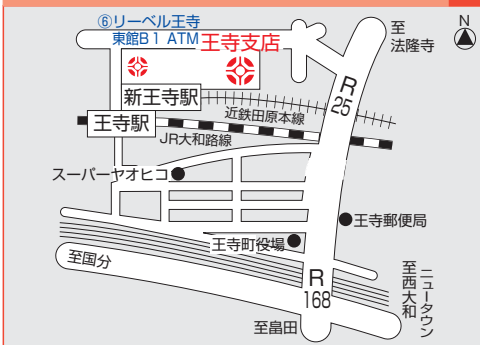 ⑥リーベル王寺
東館B1 ATM
王寺支店
至
法隆寺
N
R
25
新王寺駅
近鉄田原本線
王寺駅
JR大和路線
スーパーヤオヒコ
王寺郵便局
王寺町役場
至国分
R
168
至畠田
ニュータウン
至西大和